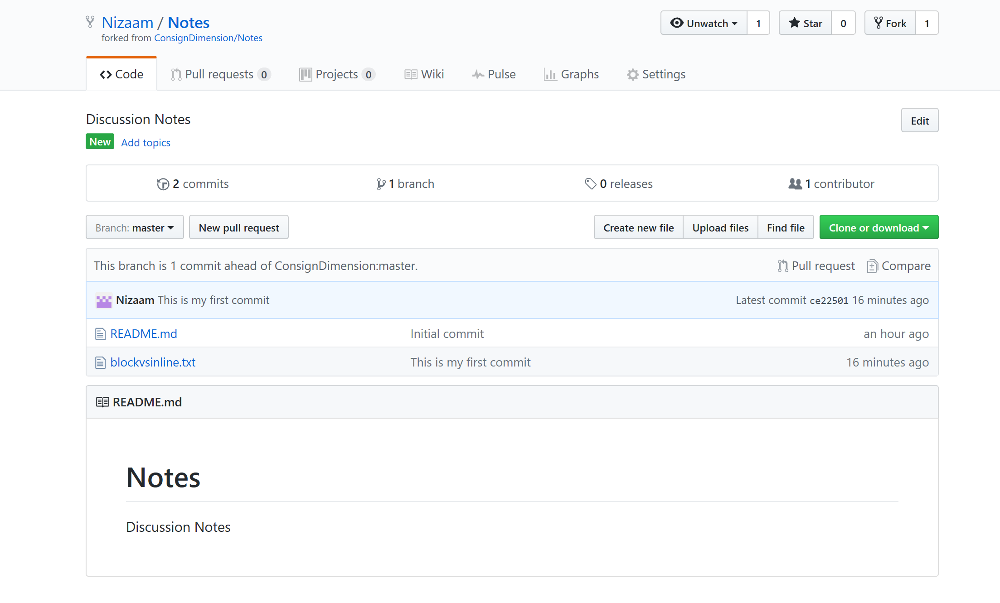 Nizaam / Notes
forked from ConsignDimension/Notes
Unwatch 1
Star 0
Fork 1
Code
Pull requests 0
Projects 0
Wiki
Pulse
Graphs
Settings
Discussion Notes
Edit
New Add topics
2 commits
1 branch
0 releases
1 contributor
Branch: master
New pull request
Create new file
Upload files
Find file
Clone or download
This branch is 1 commit ahead of ConsignDimension:master.
Pull request
Compare
Nizaam This is my first commit
Latest commit ce22501 16 minutes ago
README.md Initial commit an hour ago
blockvsinline.txt This is my first commit 16 minutes ago
README.md
Notes
Discussion Notes